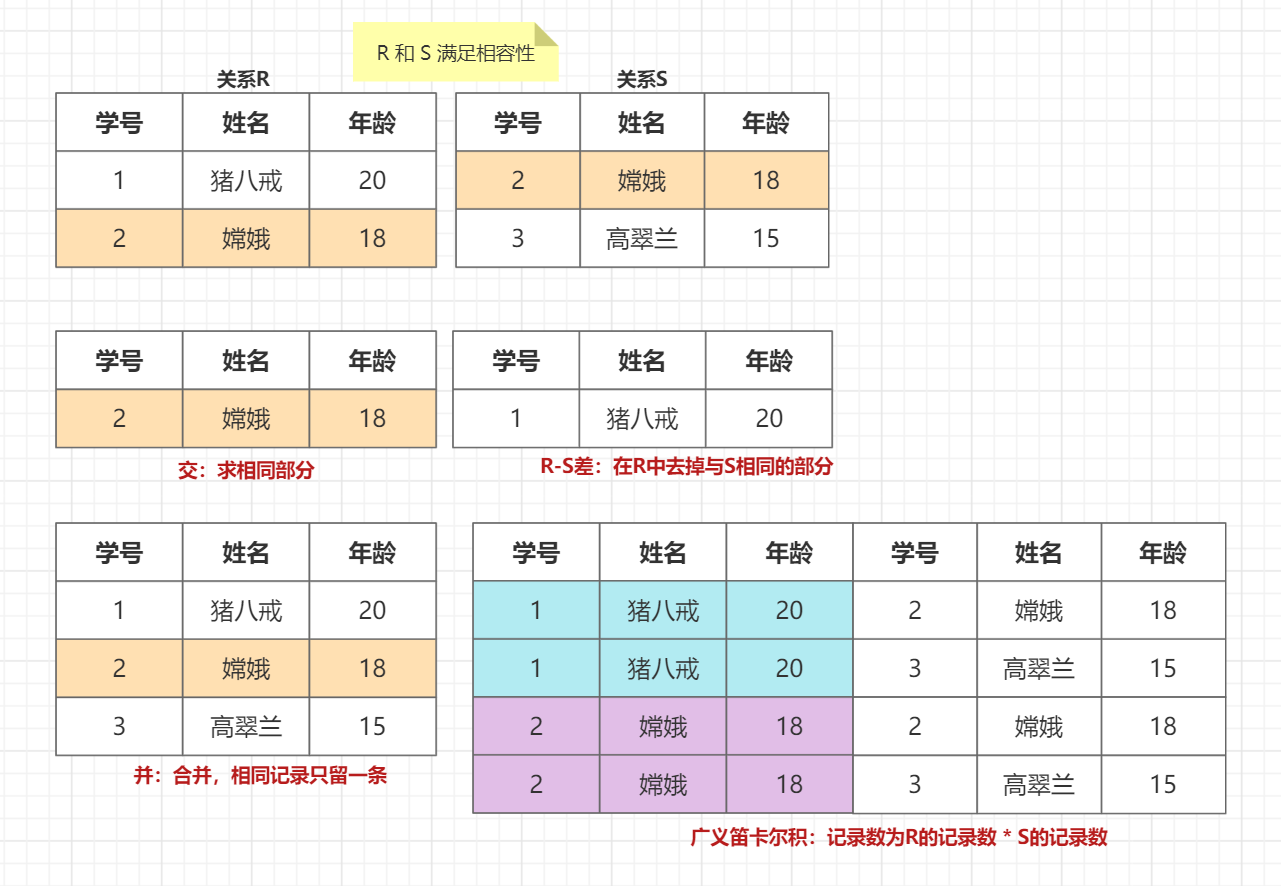 R 和 S 满足相容性
关系R
关系S
学号 姓名 年龄
1 猪八戒 20
2 嫦娥 18
学号 姓名 年龄
2 嫦娥 18
3 高翠兰 15
学号 姓名 年龄
2 嫦娥 18
交：求相同部分
学号 姓名 年龄
1 猪八戒 20
R-S差：在R中去掉与S相同的部分
学号 姓名 年龄
1 猪八戒 20
2 嫦娥 18
3 高翠兰 15
并：合并，相同记录只留一条
学号 姓名 年龄 学号 姓名 年龄
1 猪八戒 20 2 嫦娥 18
1 猪八戒 20 3 高翠兰 15
2 嫦娥 18 2 嫦娥 18
2 嫦娥 18 3 高翠兰 15
广义笛卡尔积：记录数为R的记录数 * S的记录数